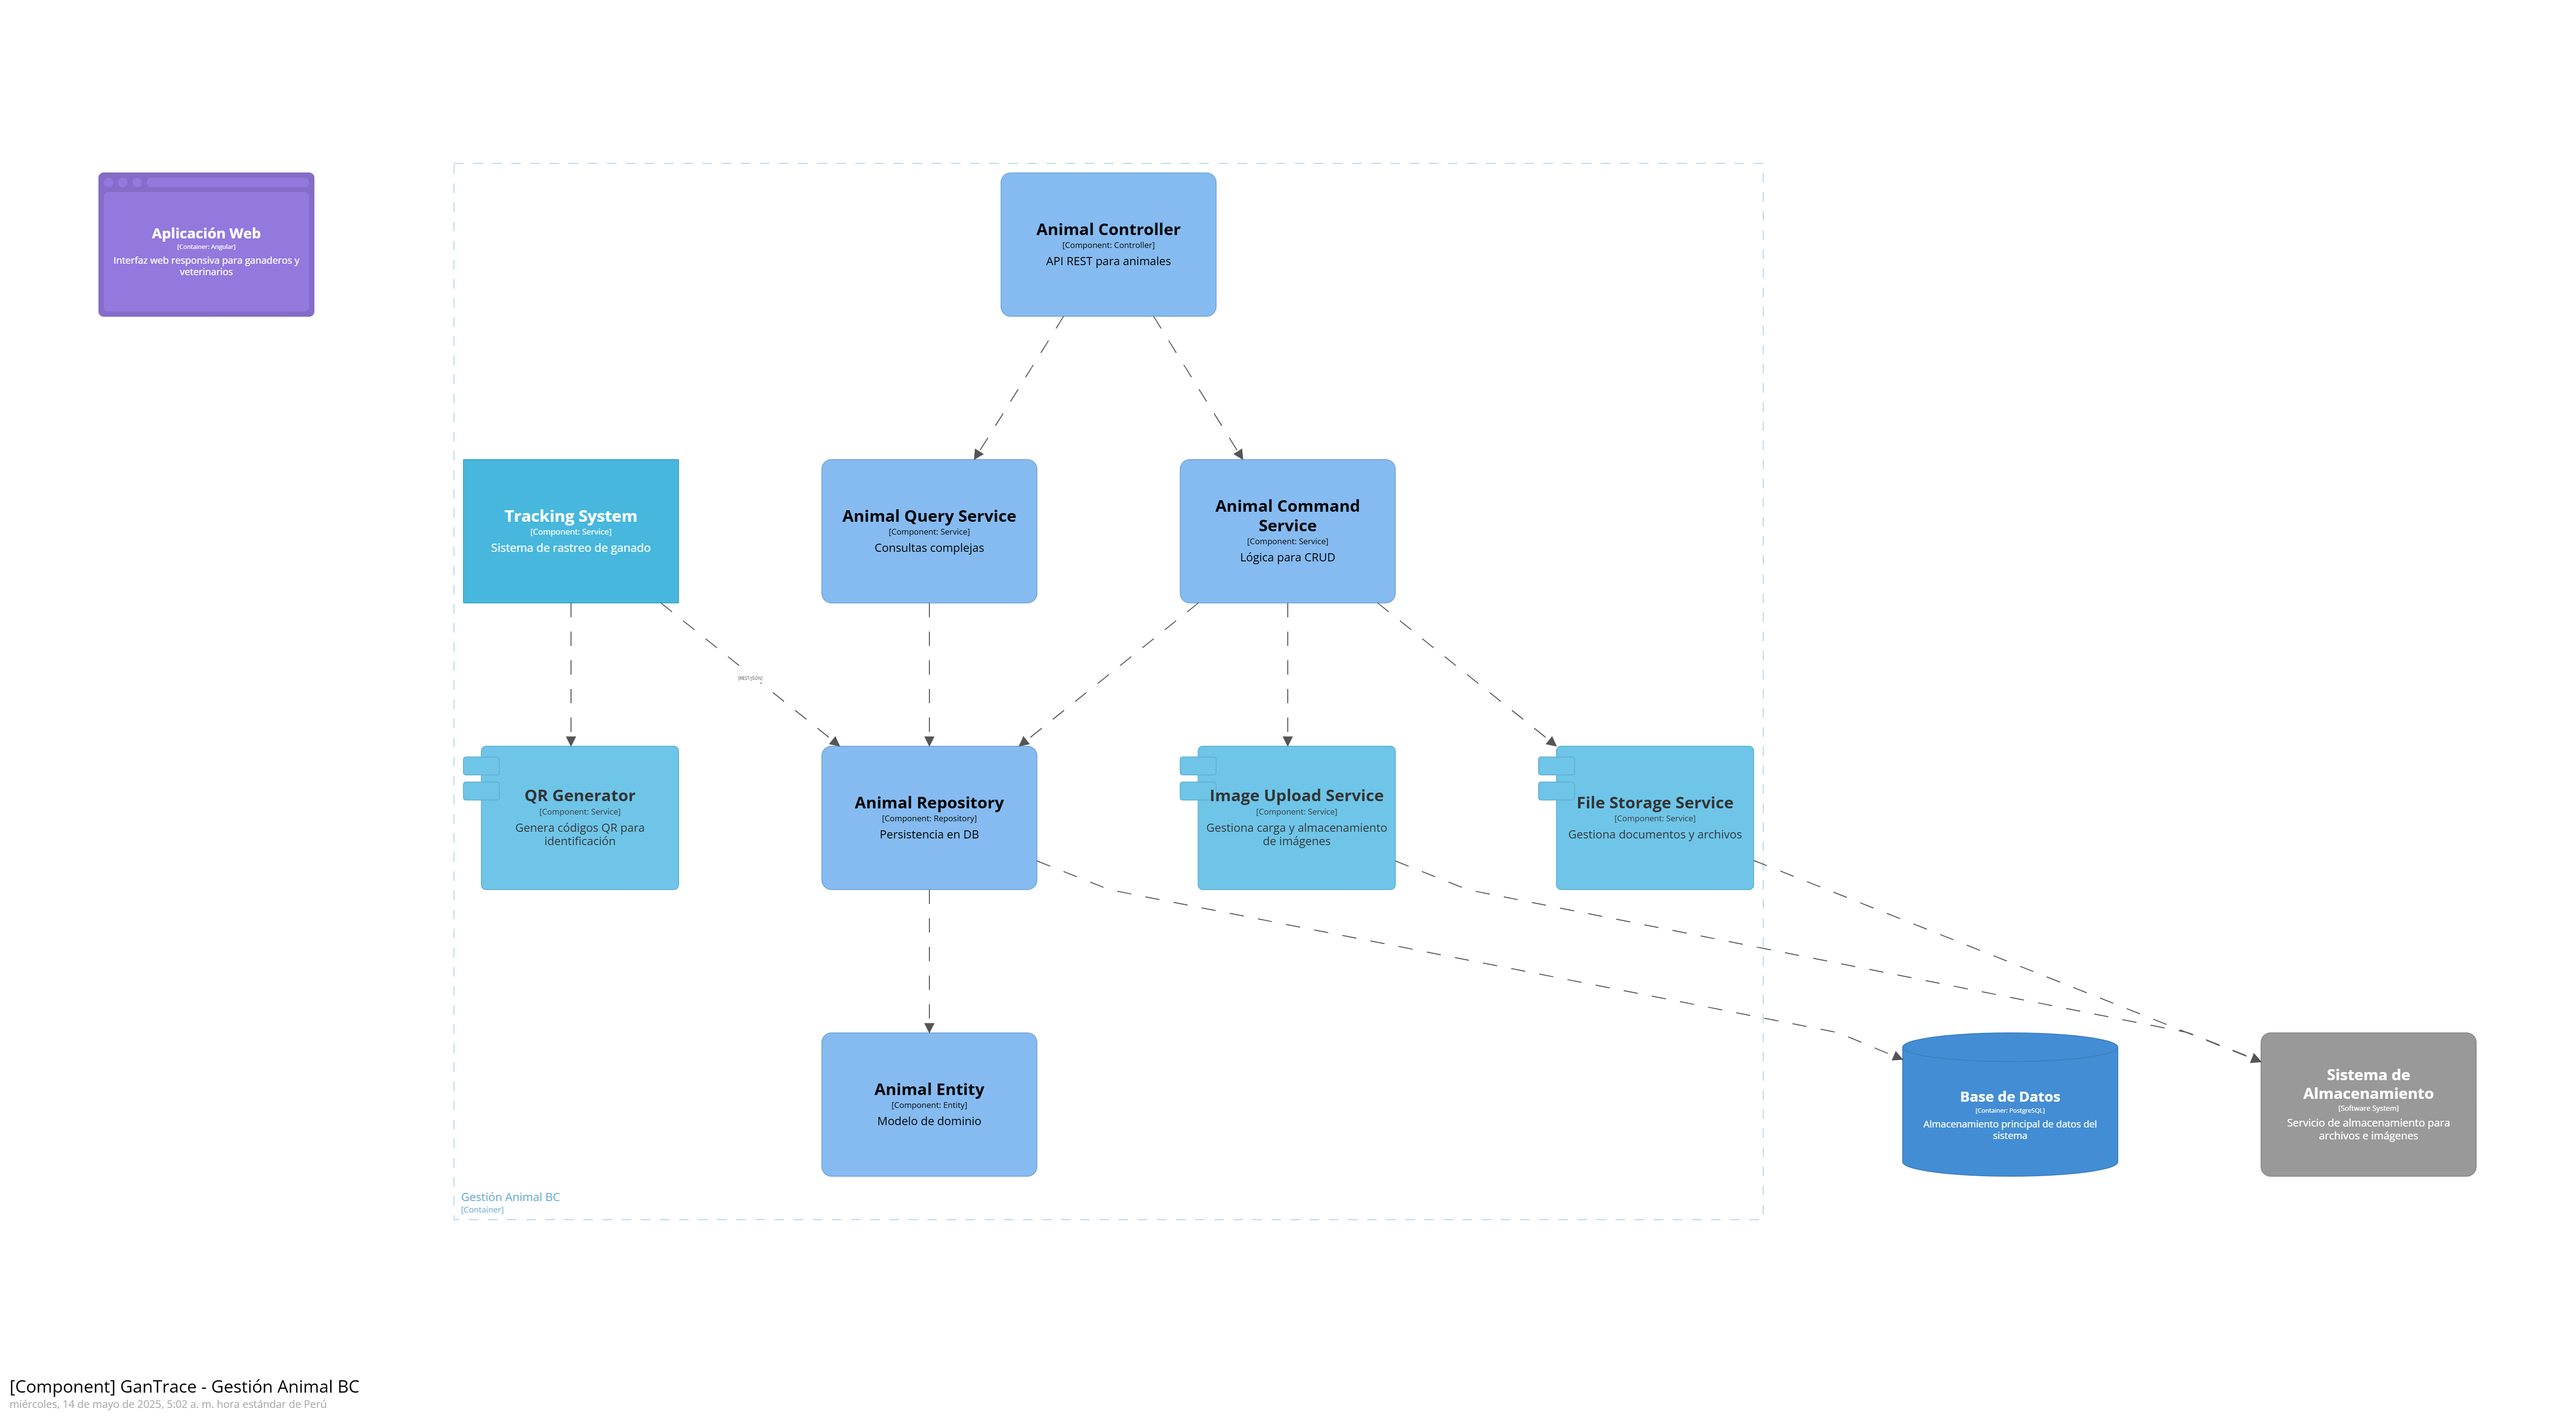 Aplicación Web
[Container: Angular]
Interfaz web responsiva para ganaderos y
veterinarios
Animal Controller
[Component: Controller]
API REST para animales
Tracking System
[Component: Service]
Sistema de rastreo de ganado
Animal Query Service
[Component: Service]
Consultas complejas
Animal Command
Service
[Component: Service]
Lógica para CRUD
[REST/JSON]
QR Generator
[Component: Service]
Genera códigos QR para
identificación
Animal Repository
[Component: Repository]
Persistencia en DB
Image Upload Service
[Component: Service]
Gestiona carga y almacenamiento
de imágenes
File Storage Service
[Component: Service]
Gestiona documentos y archivos
Animal Entity
[Component: Entity]
Modelo de dominio
Base de Datos
[Container: PostgreSQL]
Almacenamiento principal de datos del
sistema
Sistema de
Almacenamiento
[Software System]
Servicio de almacenamiento para
archivos e imágenes
Gestión Animal BC
[Container]
[Component] GanTrace - Gestión Animal BC
miércoles, 14 de mayo de 2025, 5:02 a. m. hora estándar de Perú